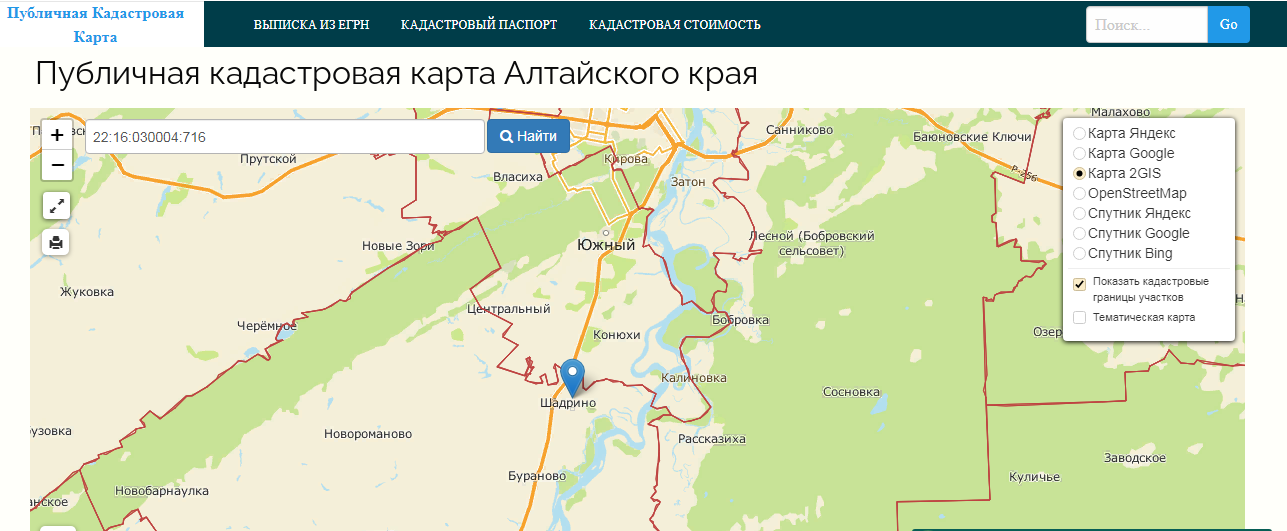 Публичная Кадастровая
Карта
ВЫПИСКА ИЗ ЕГРН
КАДАСТРОВЫЙ ПАСПОРТ
КАДАСТРОВАЯ СТОИМОСТЬ
Поиск...
Go
Публичная кадастровая карта Алтайского края
+
−
22:16:030004:716
Найти
Карта Яндекс
Карта Google
Карта 2GIS
OpenStreetMap
Спутник Яндекс
Спутник Google
Спутник Bing
Показать кадастровые
границы участков
Тематическая карта
Малахово
Санниково
Баюновские Ключи
Р-256
Прутской
Кирова
Власиха
Затон
Лесной (Бобровский
сельсовет)
Новые Зори
Южный
Жуковка
Центральный
Черёмное
Бобровка
Конюхи
Калиновка
Сосновка
Шадрино
Новороманово
Рассказиха
Заводское
Бураново
Куличье
Новобарнаулка